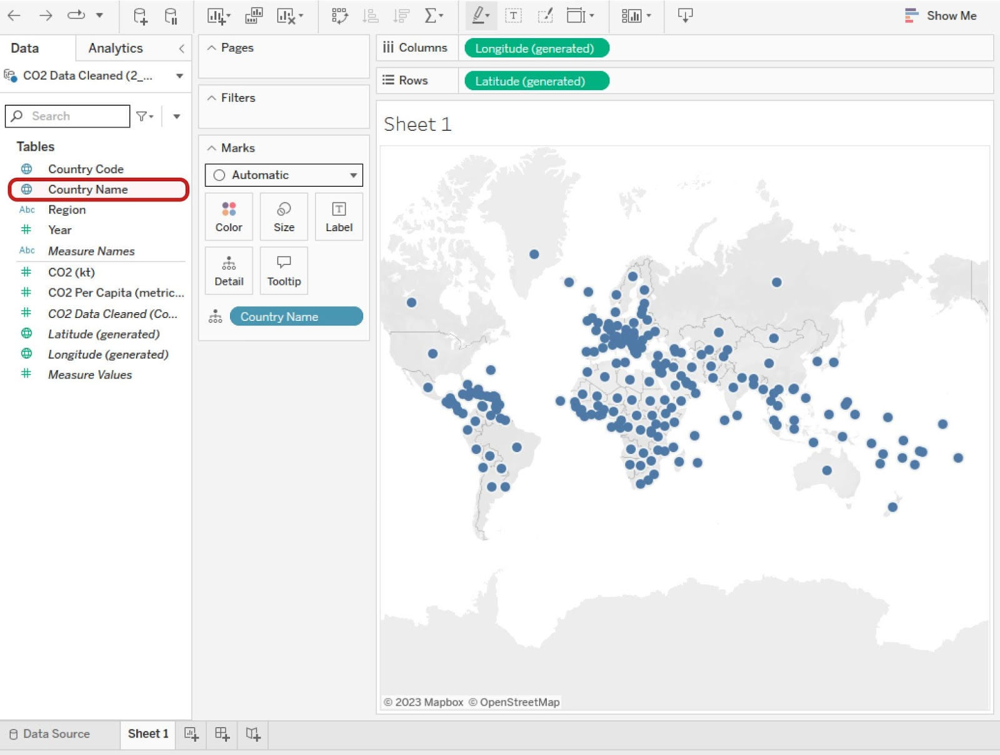 Show Me
Data
Analytics
CO2 Data Cleaned (2_...
Search
Tables
Country Code
Country Name
Abc Region
Year
Abc Measure Names
CO2 (kt)
CO2 Per Capita (metric...
CO2 Data Cleaned (Co...
Latitude (generated)
Longitude (generated)
Measure Values
Pages
Filters
Marks
Automatic
Color
Size
T
Label
Detail
Tooltip
Country Name
T
Columns
Longitude (generated)
Rows
Latitude (generated)
Sheet 1
© 2023 Mapbox © OpenStreetMap
Data Source
Sheet 1